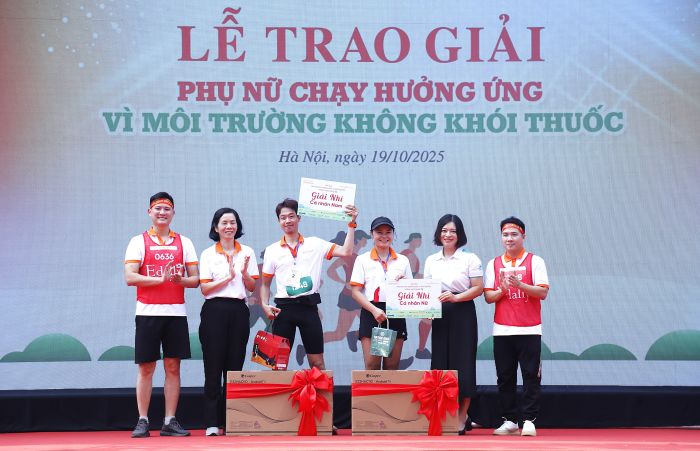 LỄ TRAO GIẢI
PHỤ NỮ CHẠY HƯỞNG ỨNG
VÌ MÔI TRƯỜNG KHÔNG KHÓI THUỐC
Hà Nội, ngày 19/10/2025
Giải Nhì
Cá nhân Nam
0636
Giải Nhì
Cá nhân Nữ